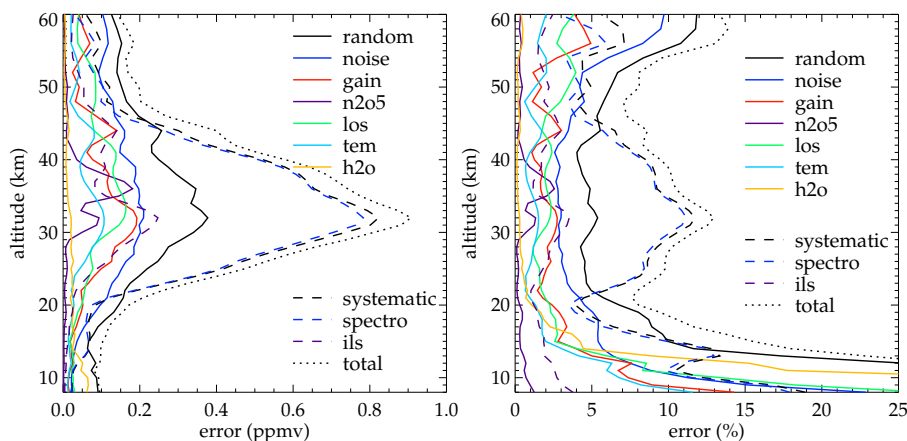 60
50
40
30
20
10
altitude (km)
0.0 0.2 0.4 0.6 0.8 1.0
error (ppmv)
random
noise
gain
n2o5
los
tem
h2o
systematic
spectro
ils
total
60
50
40
30
20
10
altitude (km)
0 5 10 15 20 25
error (%)
random
noise
gain
n2o5
los
tem
h2o
systematic
spectro
ils
total